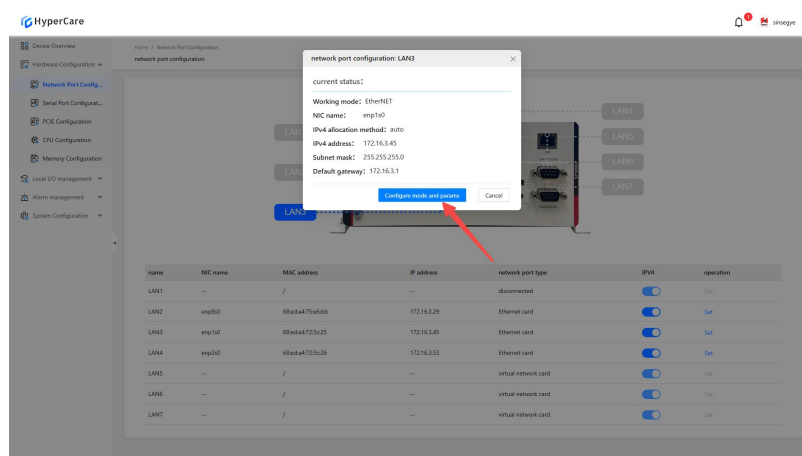 HyperCare
1
sinsegye
Device Overview
Hardware Configuration
Network Port Config...
Serial Port Configurat...
PCIE Configuration
CPU Configuration
Memory Configuration
Local I/O management
Alarm management
System Configuration
Home / Network Port Configuration
network port configuration
network port configuration: LAN3
current status：
Working mode： EtherNET
NIC name： enp1s0
IPv4 allocation method： auto
IPv4 address： 172.16.3.45
Subnet mask： 255.255.255.0
Default gateway： 172.16.3.1
Configure mode and params
Cancel
LAN3
LAN4
LAN5
LAN6
LAN7
name NIC name MAC address IP address network port type IPV4 operation
LAN1 -- / -- disconnected Set
LAN2 enp8s0 68:ed:a4:75:e6:bb 172.16.3.29 Ethernet card Set
LAN3 enp1s0 68:ed:a4:72:3c:25 172.16.3.45 Ethernet card Set
LAN4 enp2s0 68:ed:a4:72:3c:26 172.16.3.53 Ethernet card Set
LAN5 -- / -- virtual network card Set
LAN6 -- / -- virtual network card Set
LAN7 -- / -- virtual network card Set